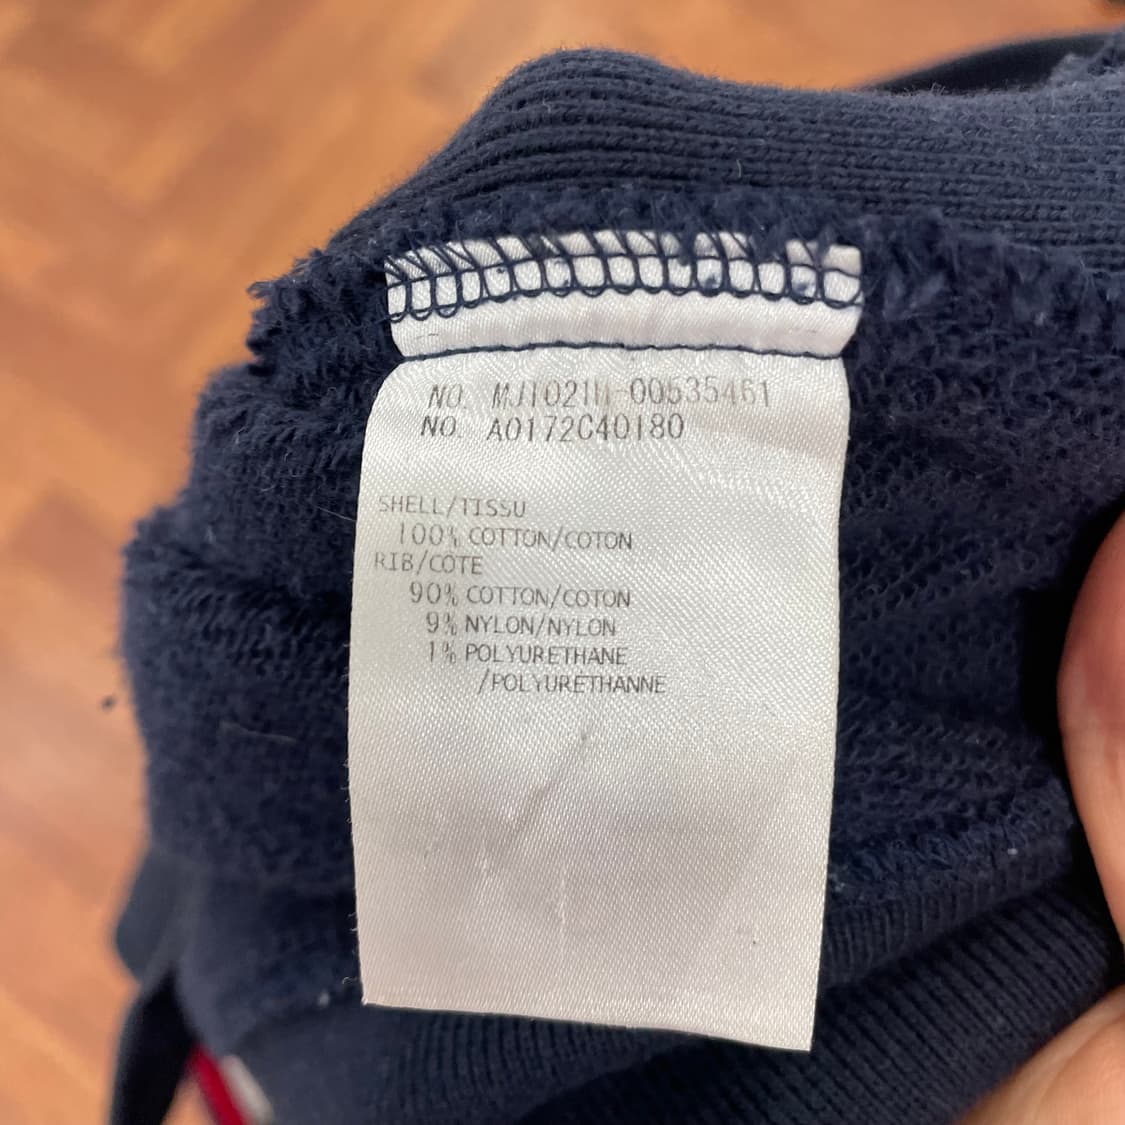 NO. MJT021H-00535461
NO. A0172C40180
SHELL/TISSU
100% COTTON/COTON
RIB/COTE
90% COTTON/COTON
9% NYLON/NYLON
1% POLYURETHANE
/POLYURETHANNE